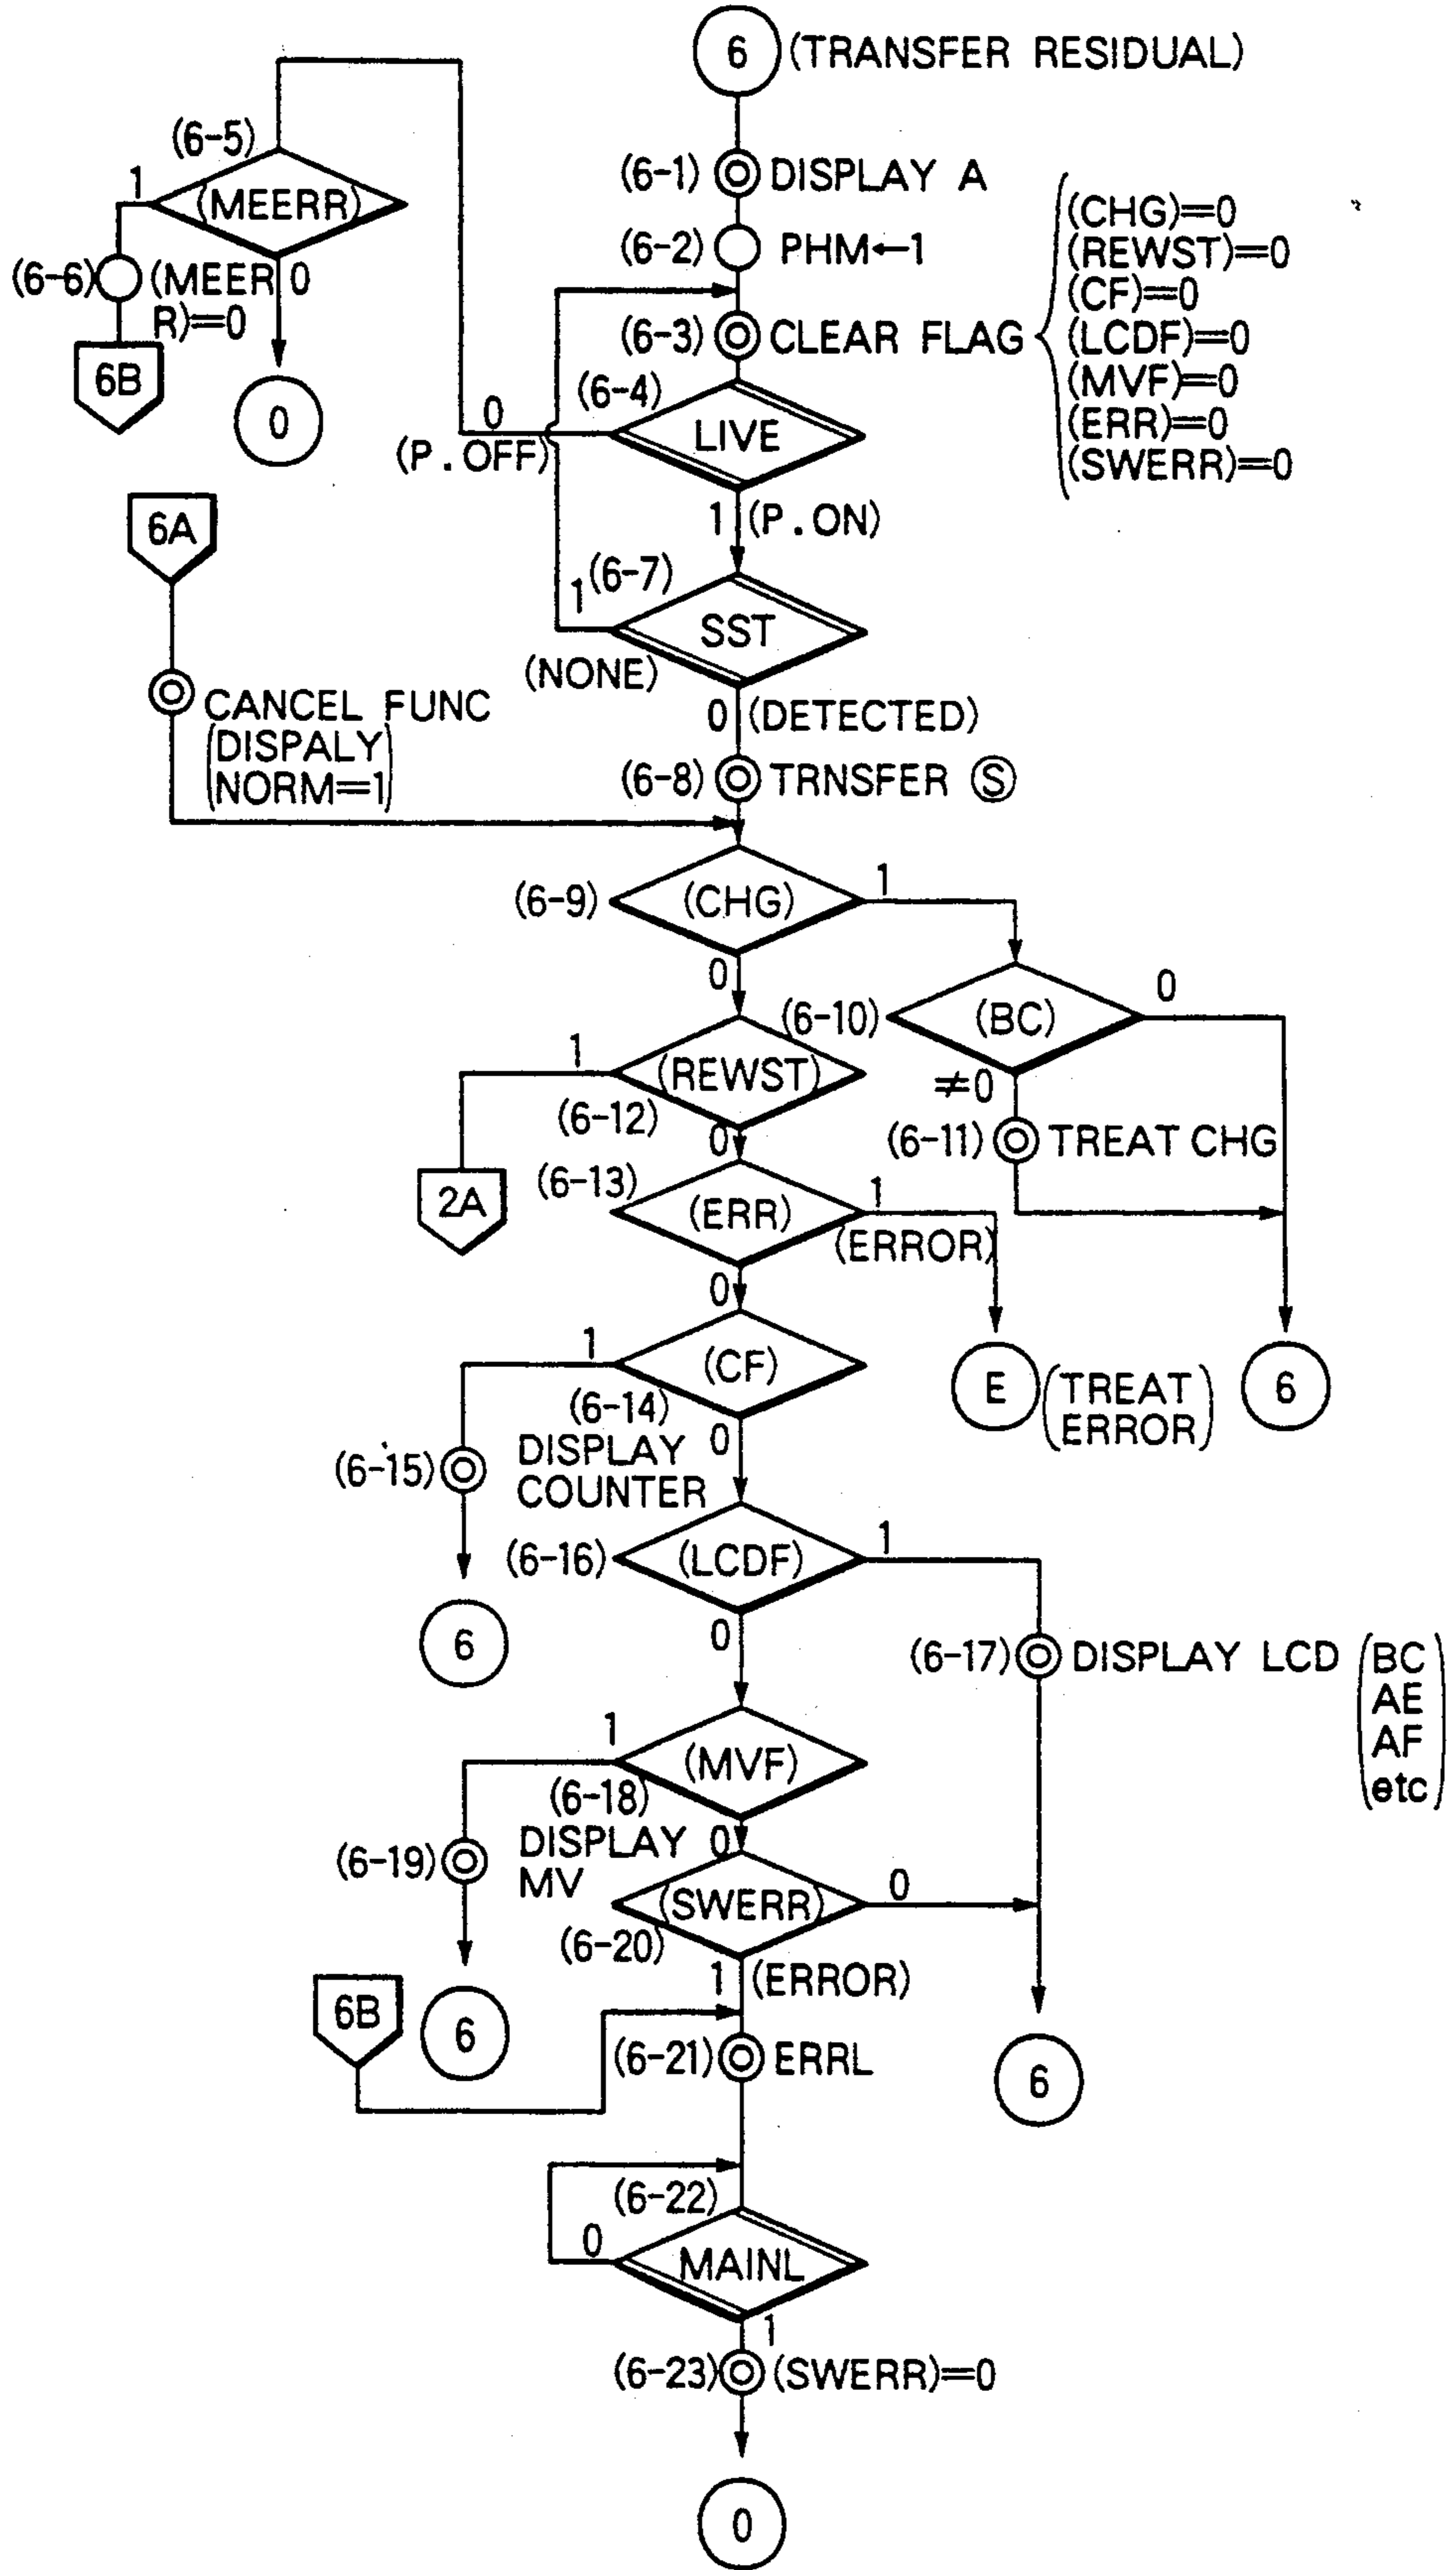 6 (TRANSFER RESIDUAL)
(6-1) DISPLAY A
(6-2) PHM←1
(6-3) CLEAR FLAG
(CHG)=0
(REWST)=0
(CF)=0
(LCDF)=0
(MVF)=0
(ERR)=0
(SWERR)=0
(6-5)
1
(MEERR)
(6-6) (MEER
R)=0
0
6B
0
(6-4)
LIVE
0
(P.OFF)
1 (P.ON)
6A
(6-7)
1
SST
(NONE)
0 (DETECTED)
CANCEL FUNC
(DISPALY
NORM=1)
(6-8) TRNSFER Ⓢ
(6-9) (CHG) 1
0
(6-10) (BC) 0
≠0
(6-11) TREAT CHG
1
(REWST)
(6-12)
0
2A
(6-13)
(ERR)
1
(ERROR)
0
E (TREAT
ERROR)
6
1
(CF)
(6-14)
0
(6-15) DISPLAY
COUNTER
6
(6-16) (LCDF) 1
0
(6-17) DISPLAY LCD (BC
AE
AF
etc)
1
(MVF)
(6-18)
0
(6-19) DISPLAY
MV
6
(SWERR) 0
(6-20)
1 (ERROR)
6B
(6-21) ERRL
6
(6-22)
0
MAINL
1
(6-23) (SWERR)=0
0